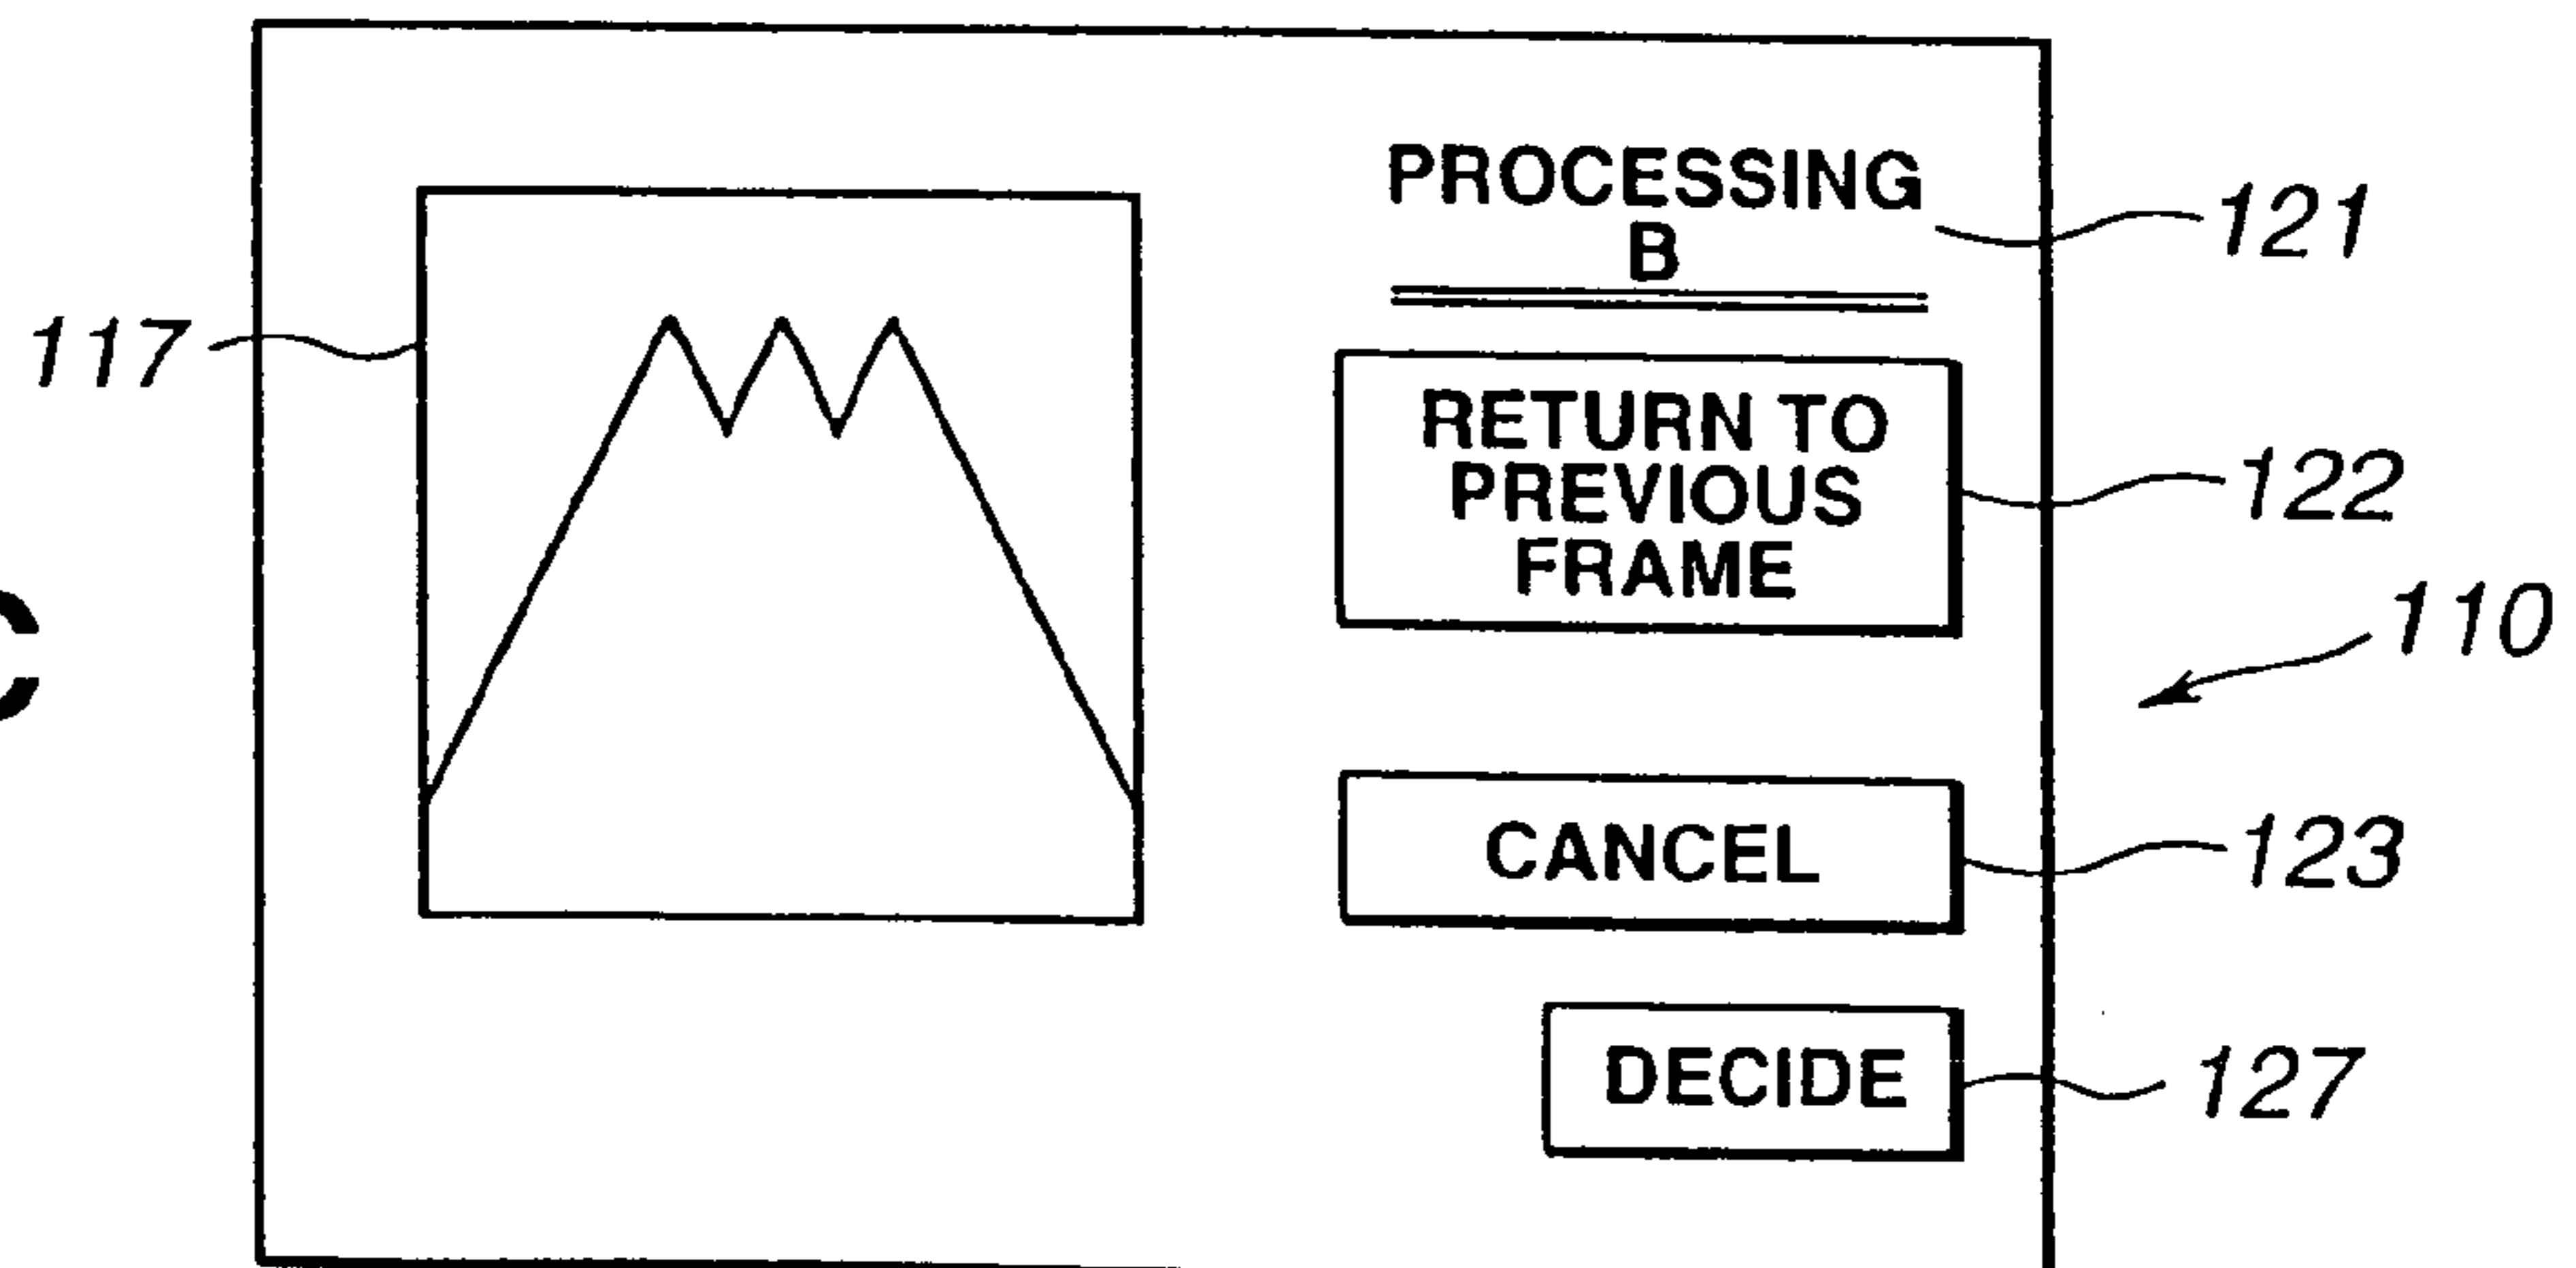 PROCESSING
B
121
117
RETURN TO
PREVIOUS
FRAME
122
C
110
CANCEL
123
DECIDE
127